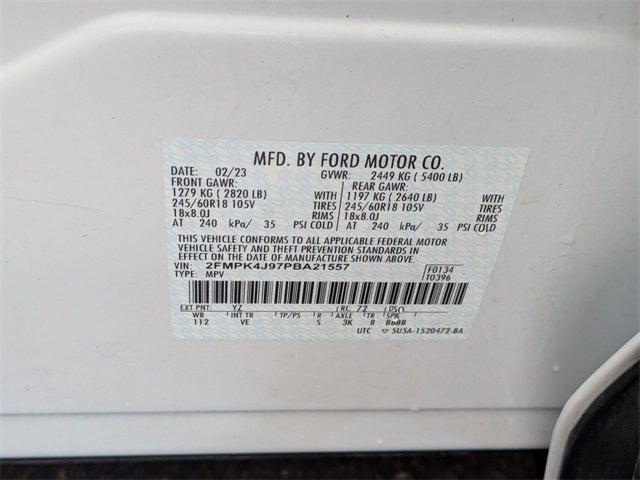 MFD. BY FORD MOTOR CO.
DATE: 02/23 GVWR: 2449 KG ( 5400 LB)
FRONT GAWR: REAR GAWR:
1279 KG ( 2820 LB) WITH 1197 KG ( 2640 LB) WITH
245/60R18 105V TIRES 245/60R18 105V TIRES
18x8.0J RIMS 18x8.0J RIMS
AT 240 kPa/ 35 PSI COLD AT 240 kPa/ 35 PSI COLD
THIS VEHICLE CONFORMS TO ALL APPLICABLE FEDERAL MOTOR
VEHICLE SAFETY AND THEFT PREVENTION STANDARDS IN
EFFECT ON THE DATE OF MANUFACTURE SHOWN ABOVE.
VIN: 2FMPK4J97PBA21557 F0134
TYPE: MPV T0396
EXT PNT: YZ RC: 72 DSO:
WB INT TR TP/PS R AXLE TR SPR
112 VE S 3K 8 BbBB
UTC 5U5A-1520472-BA